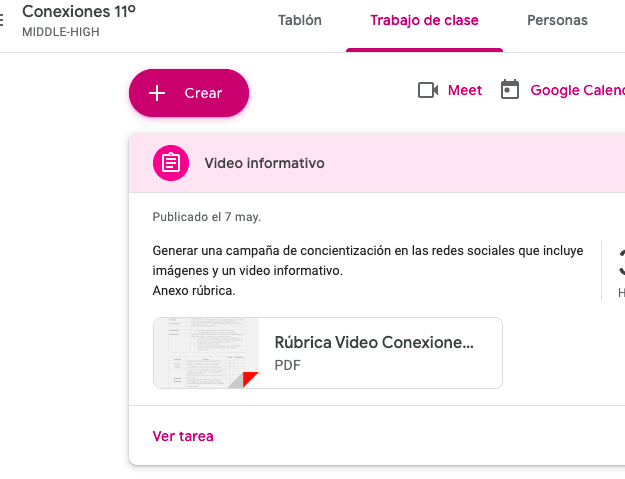 Conexiones 11º
MIDDLE-HIGH
Tablón
Trabajo de clase
Personas
Crear
Meet
Google Calend
Video informativo
Publicado el 7 may.
Generar una campaña de concientización en las redes sociales que incluye
imágenes y un video informativo.
Anexo rúbrica.
Rúbrica Video Conexione...
PDF
Ver tarea